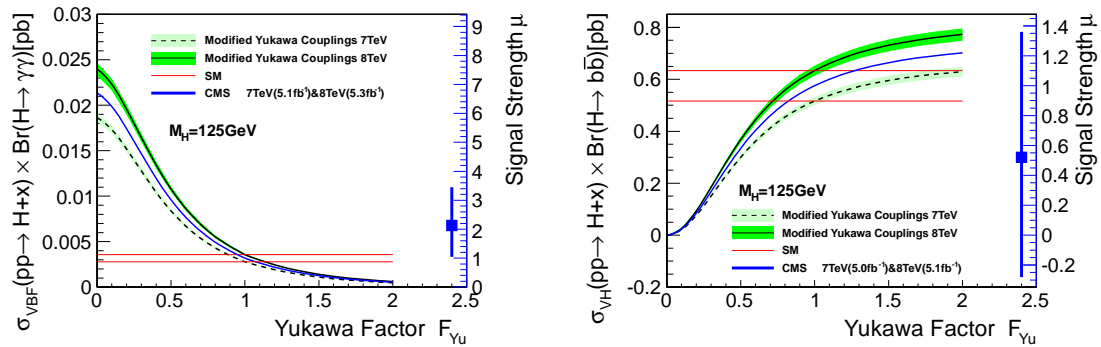 σVBF(pp→ H+x) × Br(H→ γγ)[pb]
0.03
0.025
0.02
0.015
0.01
0.005
0
0 0.5 1 1.5 2 2.5
Yukawa Factor FYu
Modified Yukawa Couplings 7TeV
Modified Yukawa Couplings 8TeV
SM
CMS 7TeV(5.1fb⁻¹)&8TeV(5.3fb⁻¹)
MH=125GeV
9
8
7
6
5
4
3
2
1
0
Signal Strength μ
σVH(pp→ H+x) × Br(H→ bb̅)[pb]
0.8
0.6
0.4
0.2
0
-0.2
0 0.5 1 1.5 2 2.5
Yukawa Factor FYu
MH=125GeV
Modified Yukawa Couplings 7TeV
Modified Yukawa Couplings 8TeV
SM
CMS 7TeV(5.0fb⁻¹)&8TeV(5.1fb⁻¹)
1.4
1.2
1
0.8
0.6
0.4
0.2
0
-0.2
Signal Strength μ